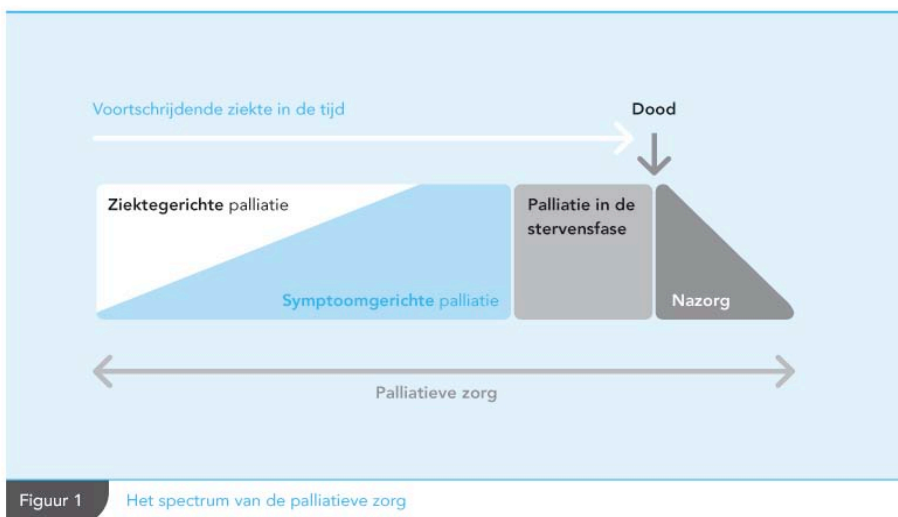 Voortschrijdende ziekte in de tijd
Dood
Ziektegerichte palliatie
Palliatie in de
stervensfase
Symptoomgerichte palliatie
Nazorg
Palliatieve zorg
Figuur 1
Het spectrum van de palliatieve zorg